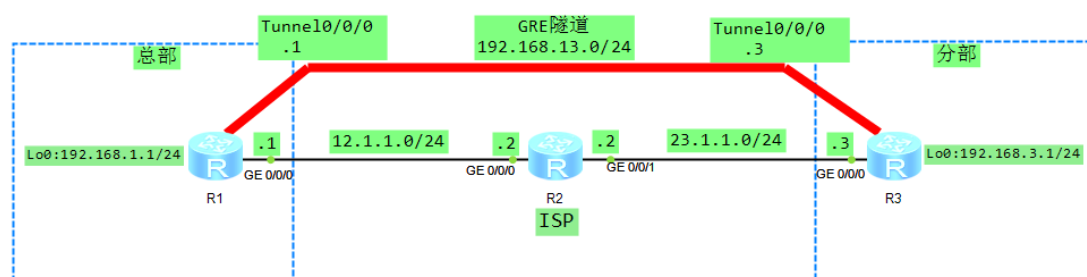 Tunnel0/0/0
.1
GRE隧道
192.168.13.0/24
Tunnel0/0/0
.3
总部
分部
Lo0:192.168.1.1/24
.1
12.1.1.0/24
.2
.2
23.1.1.0/24
.3
Lo0:192.168.3.1/24
R
R
R
GE 0/0/0
GE 0/0/0
GE 0/0/1
GE 0/0/0
R1
R2
R3
ISP